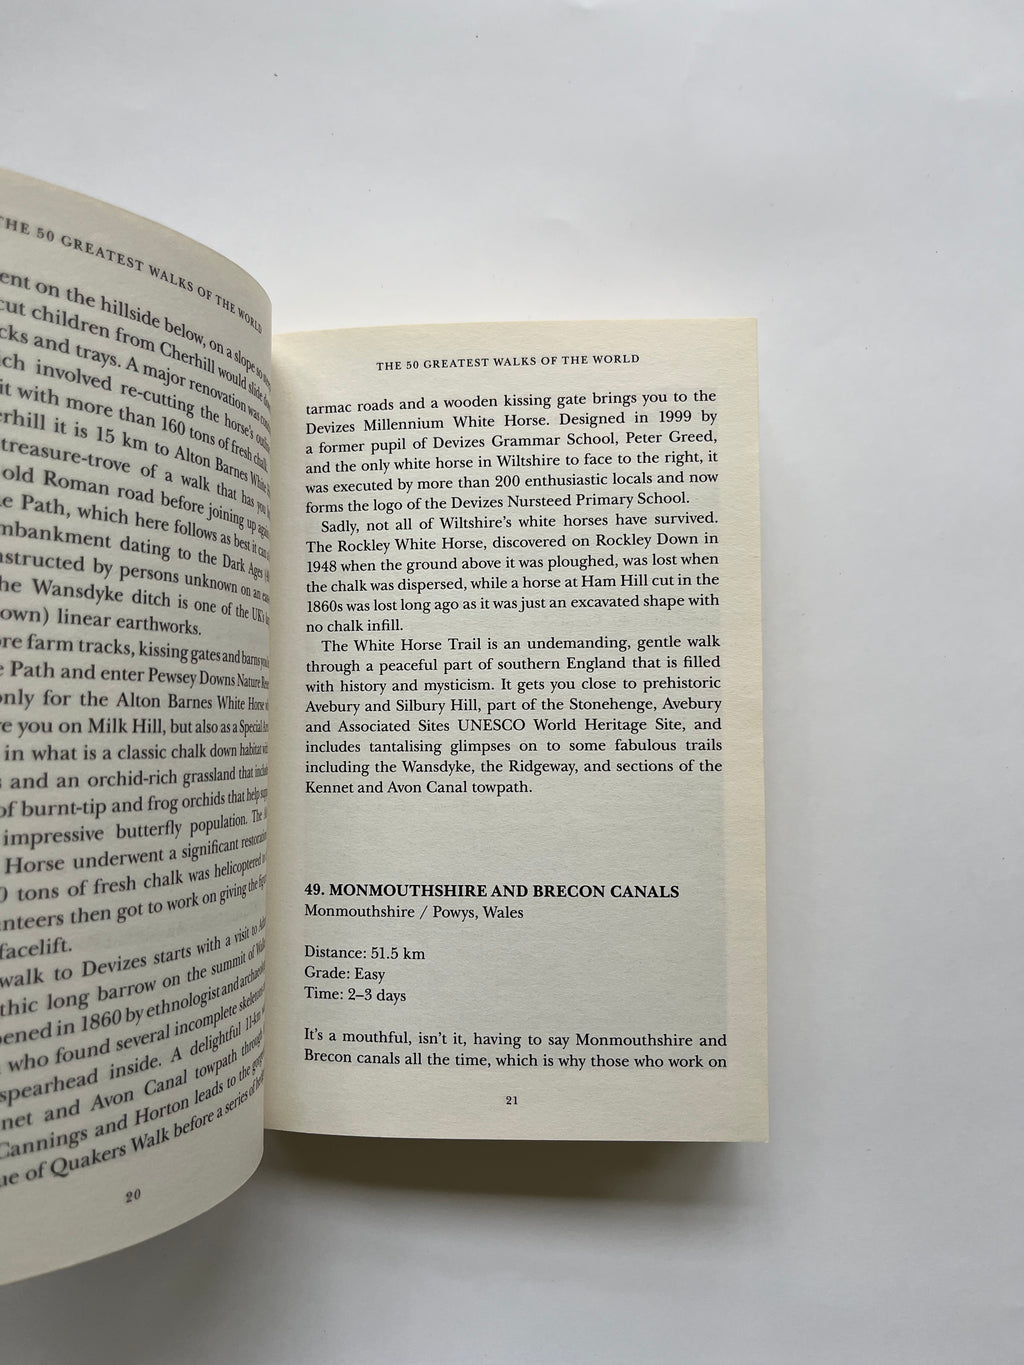 THE 50 GREATEST WALKS OF THE WORLD
ent on the hillside below, on a slope so
cut children from Cherhill would slide
cks and trays. A major renovation was
ch involved re-cutting the horse's
it with more than 160 tons of fresh chalk
erhill it is 15 km to Alton Barnes White
treasure-trove of a walk that has you
old Roman road before joining up again
e Path, which here follows as best it can
mbankment dating to the Dark Ages
nstructed by persons unknown on an
he Wansdyke ditch is one of the UK's
own) linear earthworks.
re farm tracks, kissing gates and barns
e Path and enter Pewsey Downs Nature
only for the Alton Barnes White Horse
e you on Milk Hill, but also as a Special
in what is a classic chalk down habitat
and an orchid-rich grassland that
of burnt-tip and frog orchids that help
impressive butterfly population. The
Horse underwent a significant
0 tons of fresh chalk was helicoptered
nteers then got to work on giving the
facelift.
walk to Devizes starts with a visit to
thic long barrow on the summit of
pened in 1860 by ethnologist and
who found several incomplete
spearhead inside. A delightful 11-km
net and Avon Canal towpath through
Cannings and Horton leads to the
ue of Quakers Walk before a series of
20
THE 50 GREATEST WALKS OF THE WORLD
tarmac roads and a wooden kissing gate brings you to the
Devizes Millennium White Horse. Designed in 1999 by
a former pupil of Devizes Grammar School, Peter Greed,
and the only white horse in Wiltshire to face to the right, it
was executed by more than 200 enthusiastic locals and now
forms the logo of the Devizes Nursteed Primary School.
Sadly, not all of Wiltshire's white horses have survived.
The Rockley White Horse, discovered on Rockley Down in
1948 when the ground above it was ploughed, was lost when
the chalk was dispersed, while a horse at Ham Hill cut in the
1860s was lost long ago as it was just an excavated shape with
no chalk infill.
The White Horse Trail is an undemanding, gentle walk
through a peaceful part of southern England that is filled
with history and mysticism. It gets you close to prehistoric
Avebury and Silbury Hill, part of the Stonehenge, Avebury
and Associated Sites UNESCO World Heritage Site, and
includes tantalising glimpses on to some fabulous trails
including the Wansdyke, the Ridgeway, and sections of the
Kennet and Avon Canal towpath.
49. MONMOUTHSHIRE AND BRECON CANALS
Monmouthshire / Powys, Wales
Distance: 51.5 km
Grade: Easy
Time: 2–3 days
It's a mouthful, isn't it, having to say Monmouthshire and
Brecon canals all the time, which is why those who work on
21